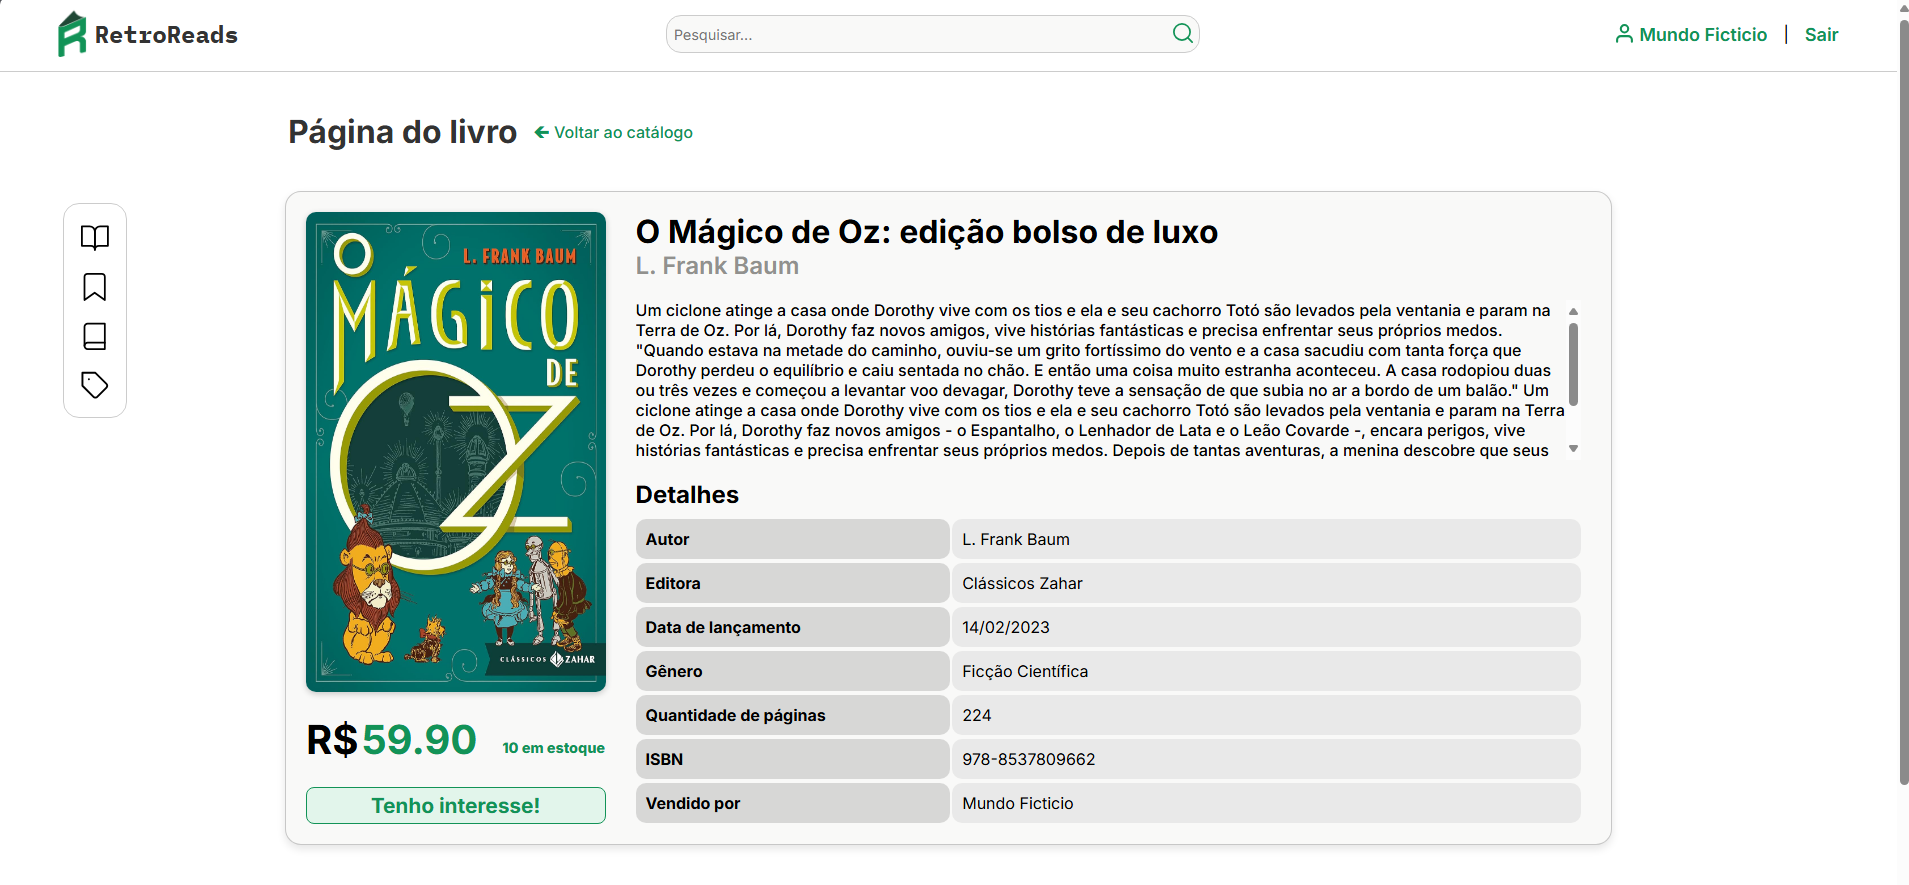 RetroReads
Pesquisar...
Mundo Ficticio | Sair
Página do livro
Voltar ao catálogo
O
L. FRANK BAUM
MÁGICO
DE
OZ
CLÁSSICOS ZAHAR
R$59.90
10 em estoque
Tenho interesse!
O Mágico de Oz: edição bolso de luxo
L. Frank Baum
Um ciclone atinge a casa onde Dorothy vive com os tios e ela e seu cachorro Totó são levados pela ventania e param na
Terra de Oz. Por lá, Dorothy faz novos amigos, vive histórias fantásticas e precisa enfrentar seus próprios medos.
"Quando estava na metade do caminho, ouviu-se um grito fortíssimo do vento e a casa sacudiu com tanta força que
Dorothy perdeu o equilíbrio e caiu sentada no chão. E então uma coisa muito estranha aconteceu. A casa rodopiou duas
ou três vezes e começou a levantar voo devagar, Dorothy teve a sensação de que subia no ar a bordo de um balão." Um
ciclone atinge a casa onde Dorothy vive com os tios e ela e seu cachorro Totó são levados pela ventania e param na Terra
de Oz. Por lá, Dorothy faz novos amigos - o Espantalho, o Lenhador de Lata e o Leão Covarde -, encara perigos, vive
histórias fantásticas e precisa enfrentar seus próprios medos. Depois de tantas aventuras, a menina descobre que seus
Detalhes
Autor L. Frank Baum
Editora Clássicos Zahar
Data de lançamento 14/02/2023
Gênero Ficção Científica
Quantidade de páginas 224
ISBN 978-8537809662
Vendido por Mundo Ficticio